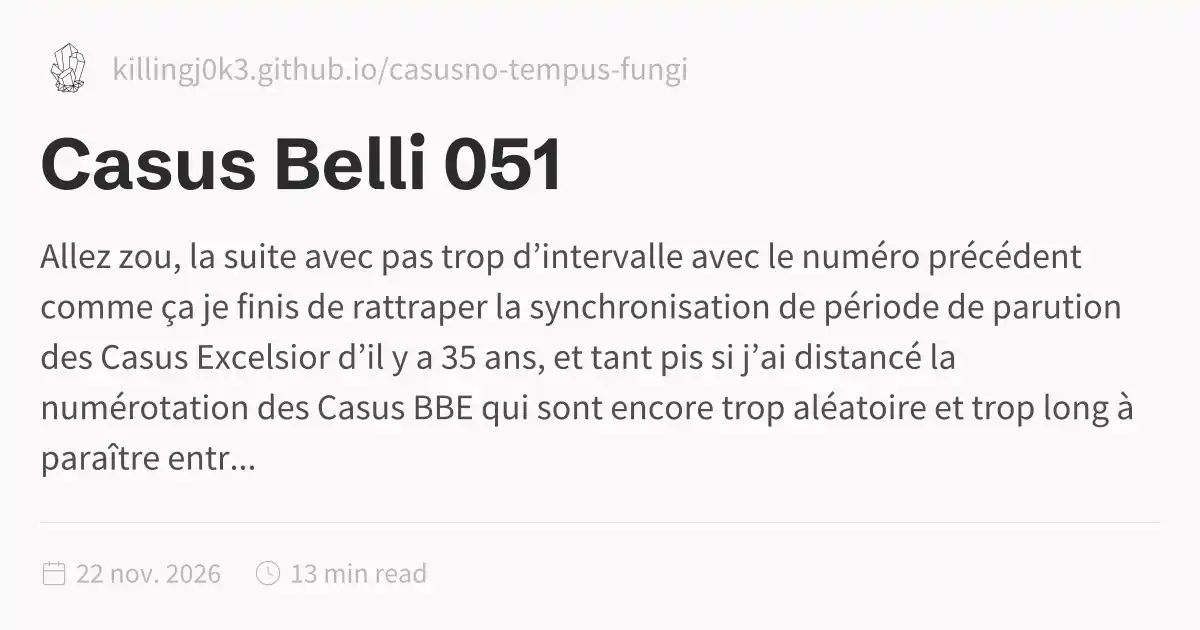 killingj0k3.github.io/casusno-tempus-fungi
Casus Belli 051
Allez zou, la suite avec pas trop d’intervalle avec le numéro précédent
comme ça je finis de rattraper la synchronisation de période de parution
des Casus Excelsior d’il y a 35 ans, et tant pis si j’ai distancé la
numérotation des Casus BBE qui sont encore trop aléatoire et trop long à
paraître entr...
22 nov. 2026
13 min read